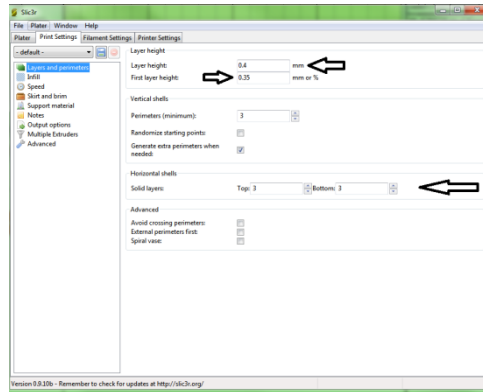 Slic3r
File Plater Window Help
Plater Print Settings Filament Settings Printer Settings
- default -
Layers and perimeters
Infill
Speed
Skirt and brim
Support material
Notes
Output options
Multiple Extruders
Advanced
Layer height
Layer height: 0.4 mm
First layer height: 0.35 mm or %
Vertical shells
Perimeters (minimum): 3
Randomize starting points:
Generate extra perimeters when
needed:
Horizontal shells
Solid layers: Top: 3 Bottom: 3
Advanced
Avoid crossing perimeters:
External perimeters first:
Spiral vase:
Version 0.9.10b - Remember to check for updates at http://slic3r.org/